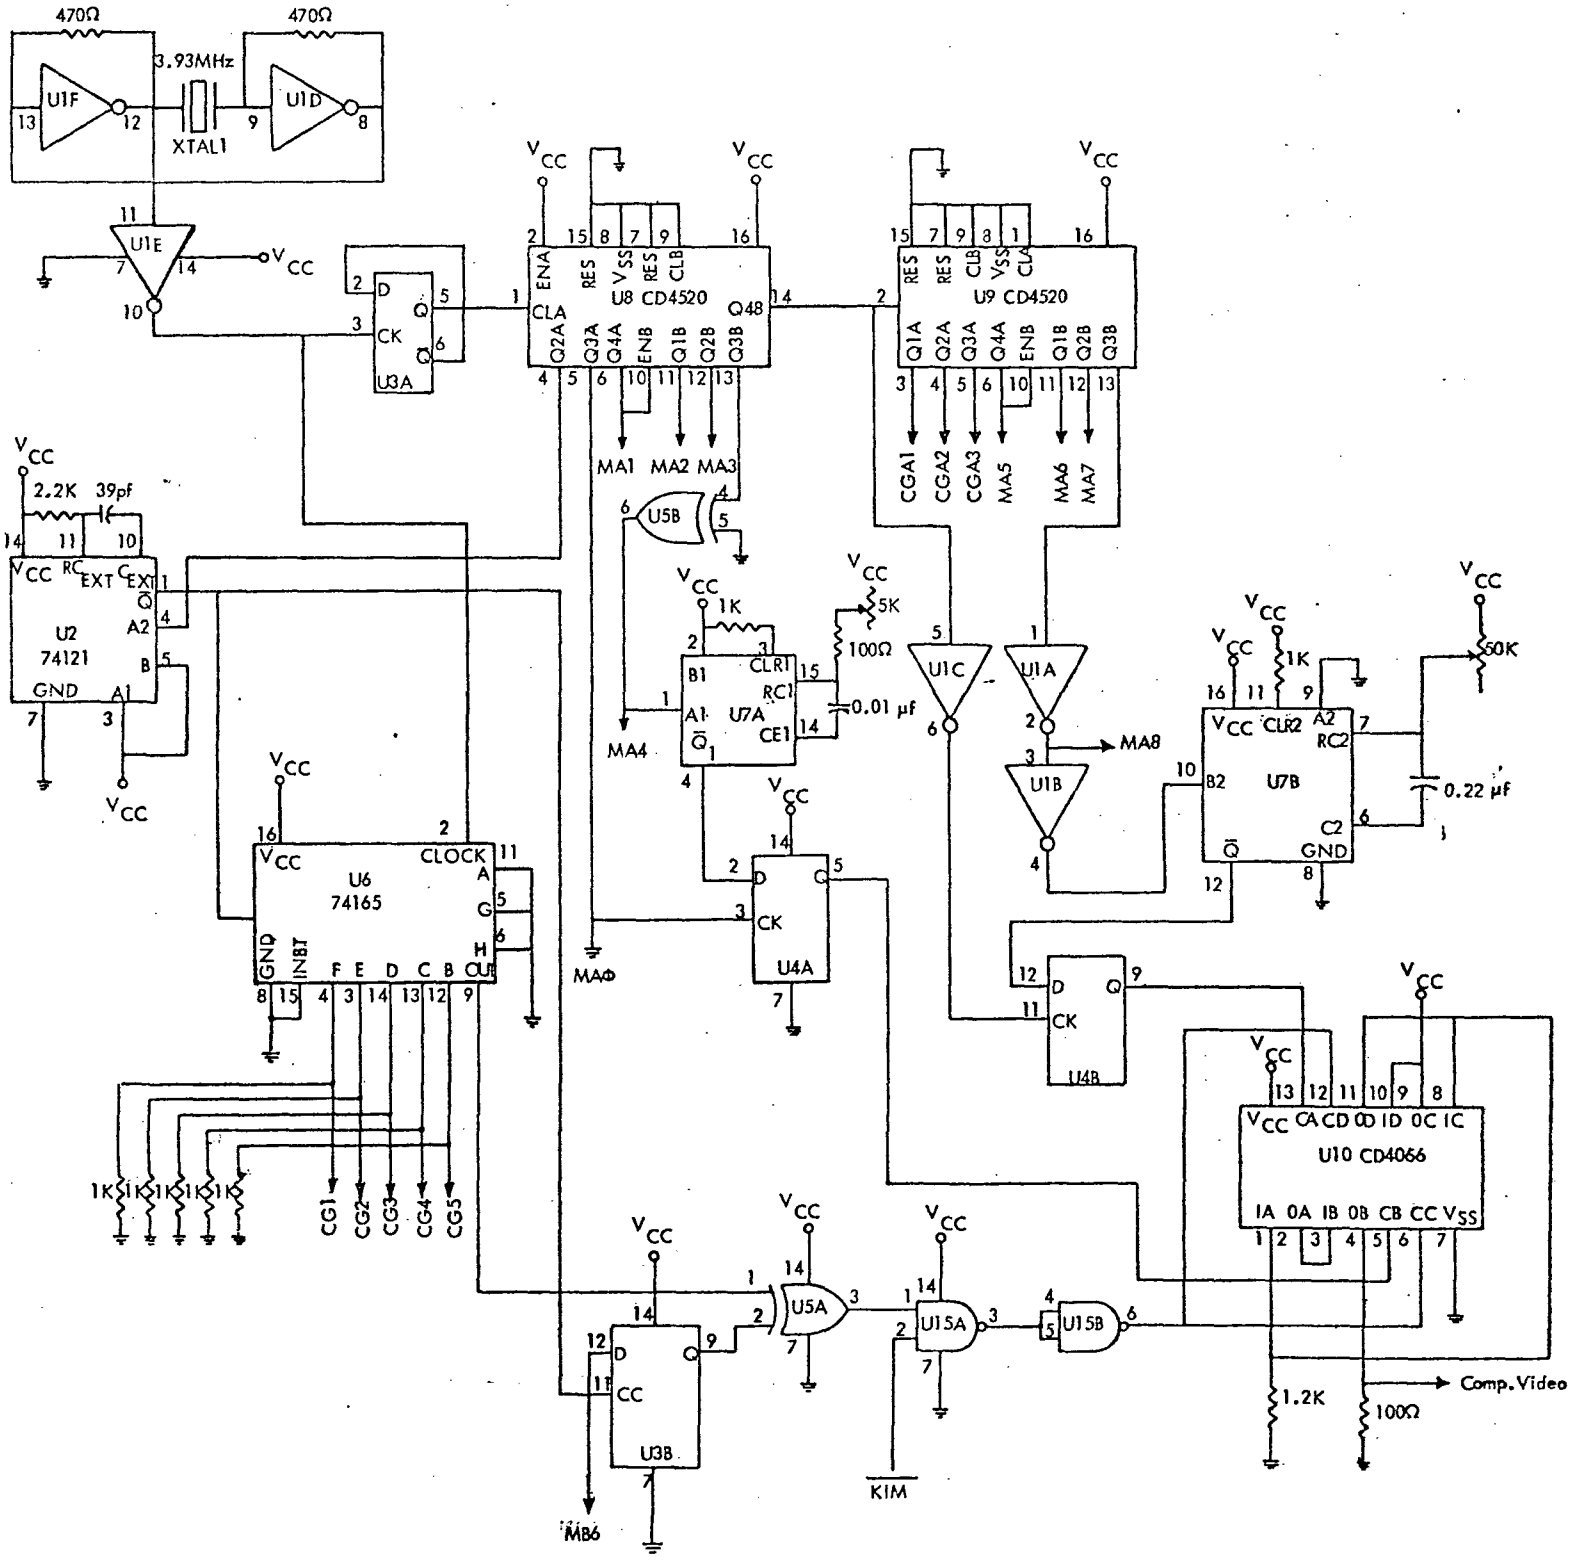 470Ω 470Ω
3.93MHz
U1F U1D
13 12 9 8
XTAL1
11
U1E
7 14 VCC
10
2 D
Q 5
3 CK
Q̅ 6
U3A
VCC VCC
2 15 8 7 9 16
ENA RES VSS RES CLB
U8 CD4520
1 CLA Q4B 14
Q2A Q3A Q4A ENB Q1B Q2B Q3B
4 5 6 10 11 12 13
MA1 MA2 MA3
VCC
15 7 9 8 1 16
RES RES CLB VSS CLA
U9 CD4520
2
Q1A Q2A Q3A Q4A ENB Q1B Q2B Q3B
3 4 5 6 10 11 12 13
CGA1 CGA2 CGA3 MA5 MA6 MA7
6 U5B 4
5
VCC
2.2K 39pf
14 11 10
VCC RCEXT CEXT 1
Q̅
A2 4
U2
74121
B 5
GND A1
7 3
VCC
VCC VCC
1K 5K
100Ω
2 3
B1 CLR1
15
RC1
1 A1 U7A
0.01 μf
CE1 14
Q̅1
MA4
4
5
U1C
6
1
U1A
2
MA8
3
U1B
4
VCC
VCC VCC
1K 50K
16 11 9
VCC CLR2 A2 7
RC2
10 B2 U7B
0.22 μf
C2 6
Q̅ GND
12 8
VCC
16 2
VCC CLOCK 11
A
U6
74165
G 5
H 6
GND INBT F E D C B OUT
8 15 4 3 14 13 12 9
1K 1K 1K 1K 1K
CG1 CG2 CG3 CG4 CG5
VCC
14
2 D Q 5
3 CK
U4A
7
MAΦ
12 D Q 9
11 CK
U4B
VCC
VCC
13 12 11 10 9 8
VCC CA CD 0D ID 0C IC
U10 CD4066
IA 0A IB 0B CB CC VSS
1 2 3 4 5 6 7
Comp.Video
1.2K 100Ω
VCC
14
12 D Q 9
11 CC
U3B
7
MB6
VCC
14
1
2 U5A 3
7
VCC
14
1
2 U15A 3
7
K̅I̅M̅
4
5 U15B 6